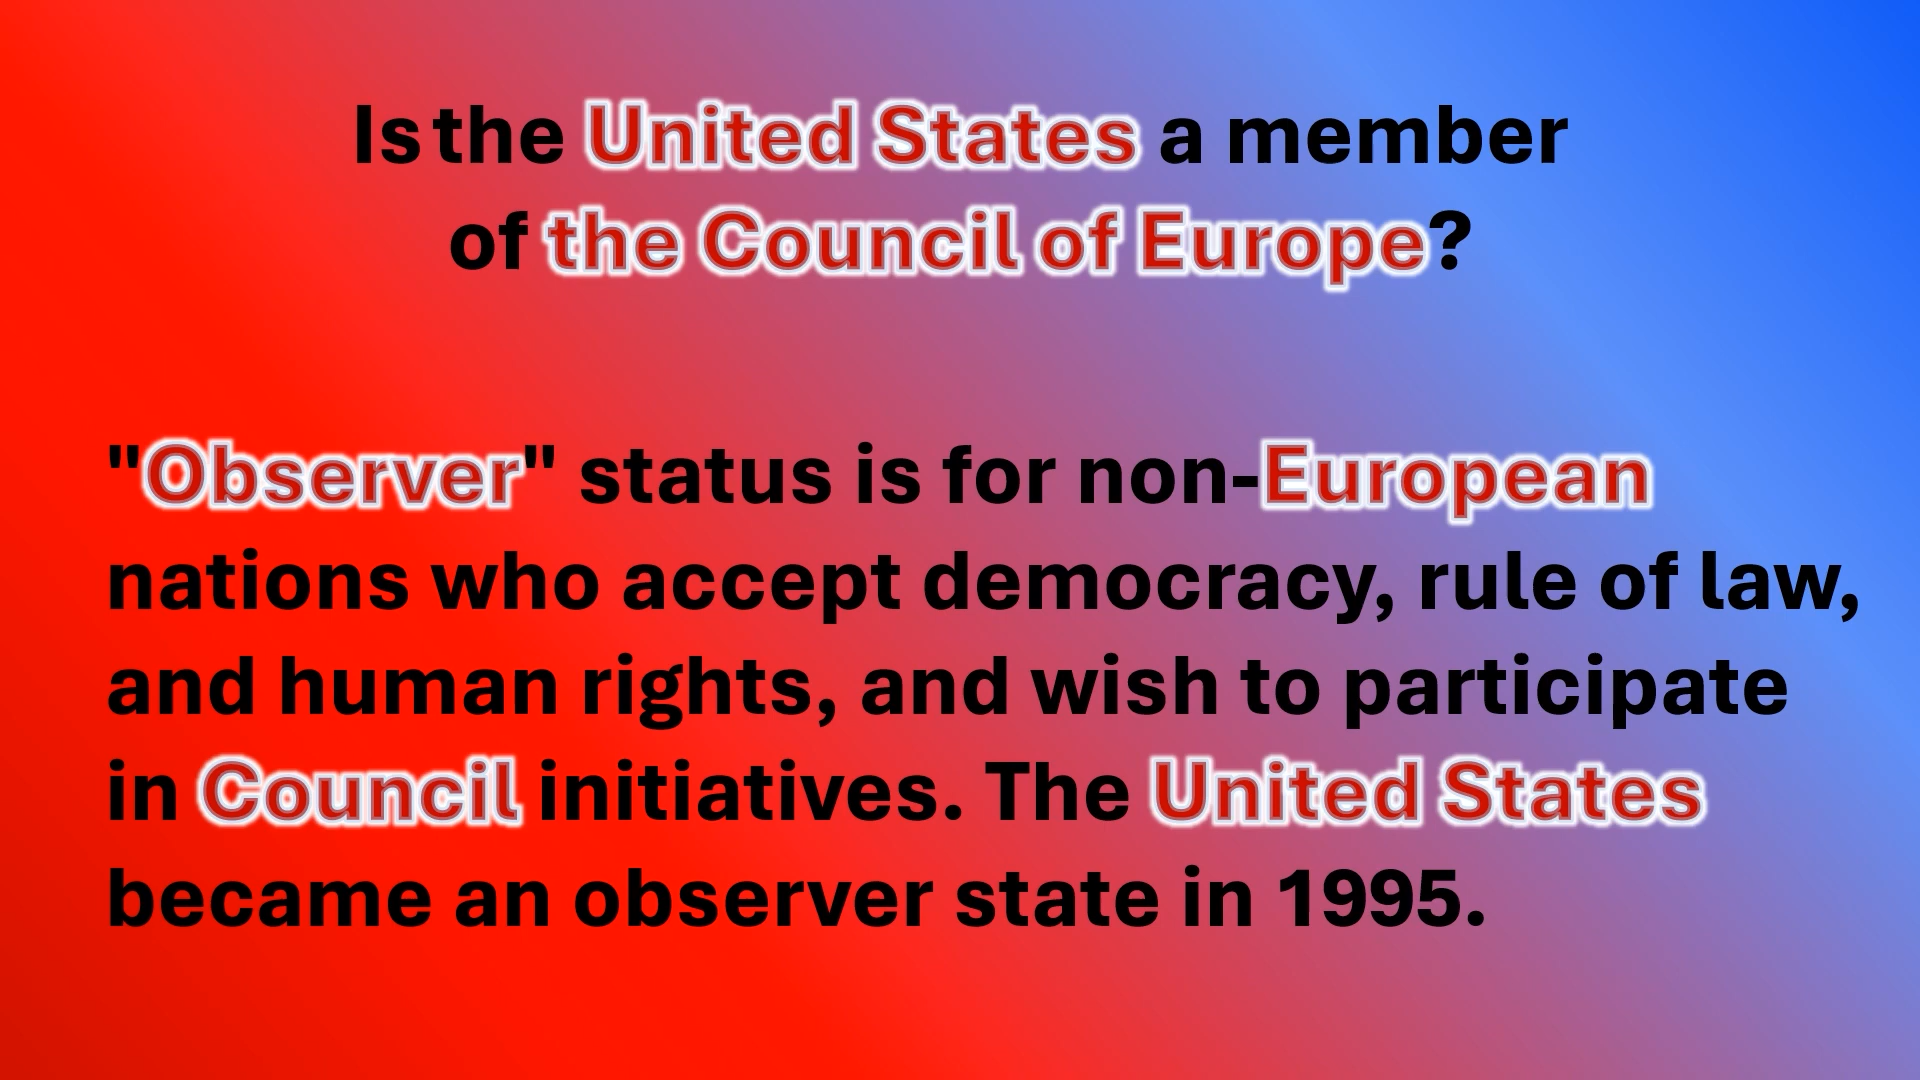 Is the United States a member
of the Council of Europe?
"Observer" status is for non-European
nations who accept democracy, rule of law,
and human rights, and wish to participate
in Council initiatives. The United States
became an observer state in 1995.